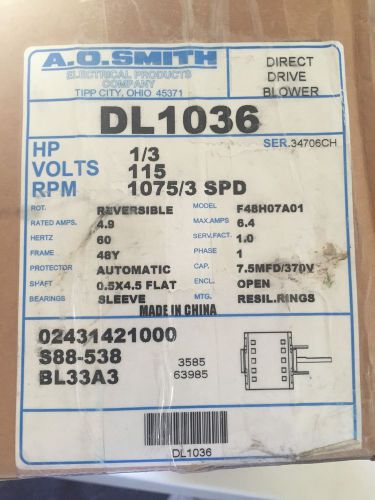 A.O.SMITH
ELECTRICAL PRODUCTS
COMPANY
TIPP CITY, OHIO 45371
DIRECT
DRIVE
BLOWER
DL1036
SER.34706CH
HP 1/3
VOLTS 115
RPM 1075/3 SPD
ROT. REVERSIBLE MODEL F48H07A01
RATED AMPS. 4.9 MAX.AMPS 6.4
HERTZ 60 SERV.FACT. 1.0
FRAME 48Y PHASE 1
PROTECTOR AUTOMATIC CAP. 7.5MFD/370V
SHAFT 0.5X4.5 FLAT ENCL. OPEN
BEARINGS SLEEVE MTG. RESIL.RINGS
MADE IN CHINA
02431421000
S88-538 3585
BL33A3 63985
DL1036